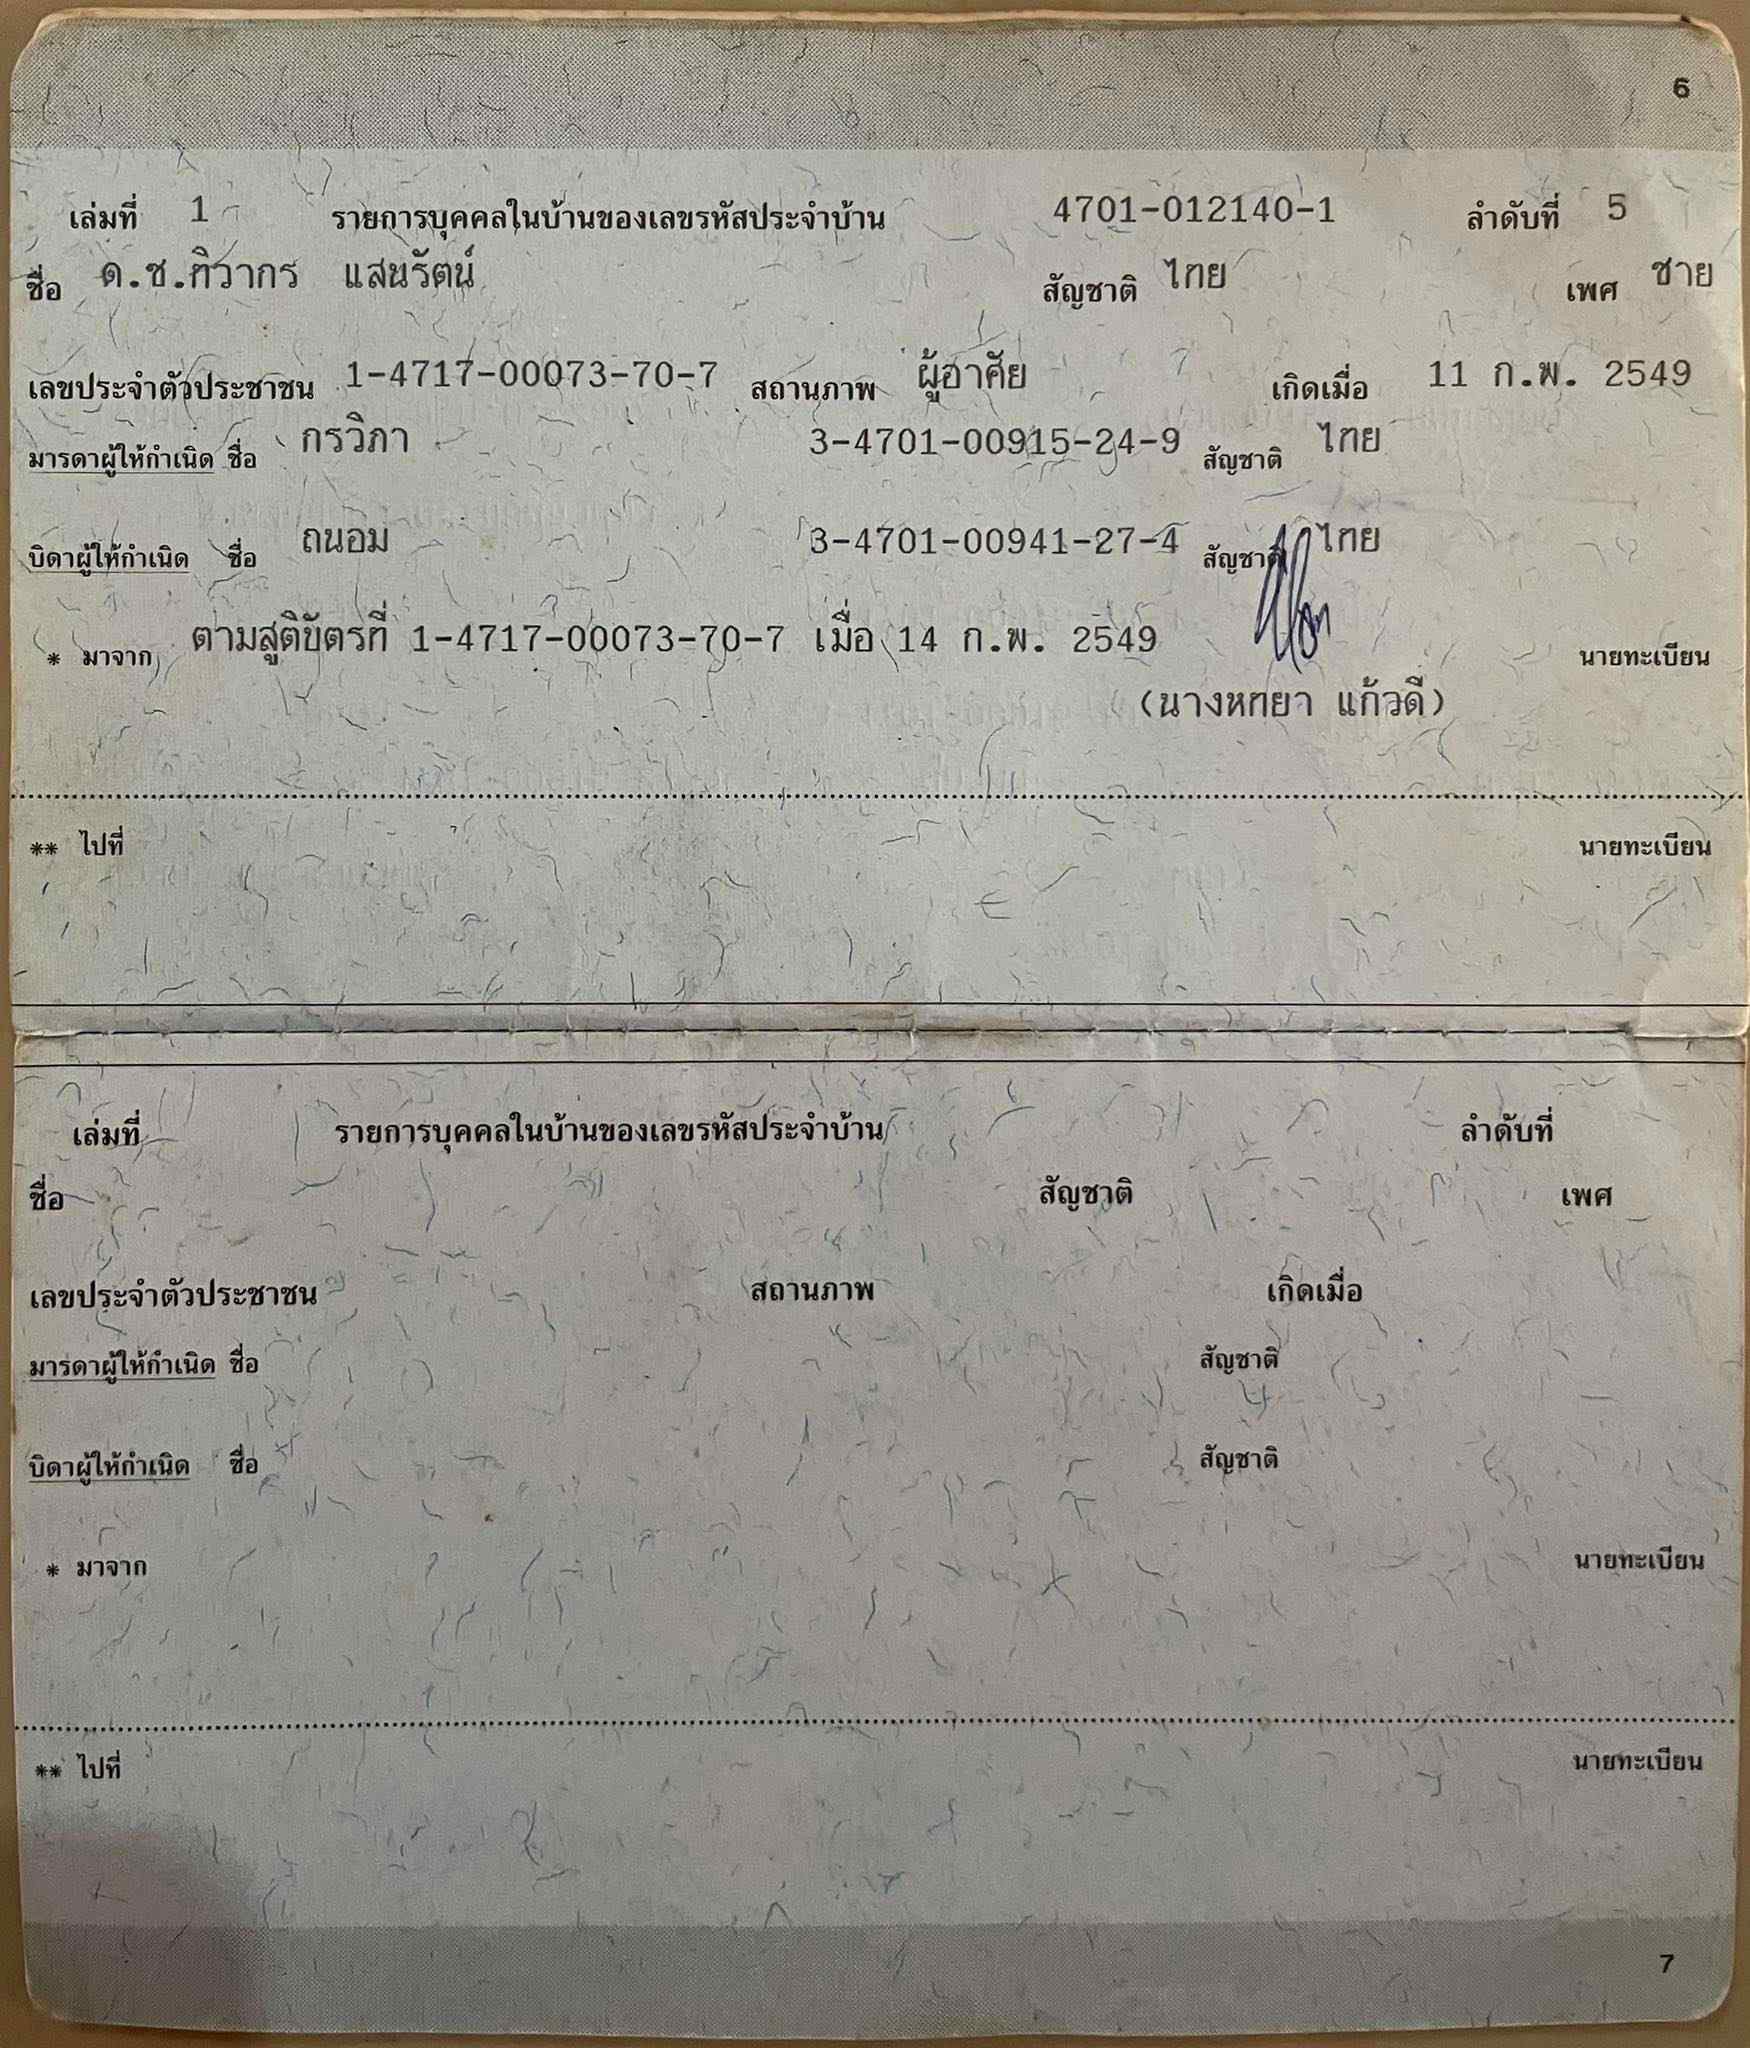 6
เล่มที่ 1 รายการบุคคลในบ้านของเลขรหัสประจำบ้าน 4701-012140-1 ลำดับที่ 5
ชื่อ ด.ช.ทิวากร แสนรัตน์ สัญชาติ ไทย เพศ ชาย
เลขประจำตัวประชาชน 1-4717-00073-70-7 สถานภาพ ผู้อาศัย เกิดเมื่อ 11 ก.พ. 2549
มารดาผู้ให้กำเนิด ชื่อ กรวิภา 3-4701-00915-24-9 สัญชาติ ไทย
บิดาผู้ให้กำเนิด ชื่อ ถนอม 3-4701-00941-27-4 สัญชาติ ไทย
* มาจาก ตามสูติบัตรที่ 1-4717-00073-70-7 เมื่อ 14 ก.พ. 2549 นายทะเบียน
(นางหทยา แก้วดี)
** ไปที่ นายทะเบียน
เล่มที่ รายการบุคคลในบ้านของเลขรหัสประจำบ้าน ลำดับที่
ชื่อ สัญชาติ เพศ
เลขประจำตัวประชาชน สถานภาพ เกิดเมื่อ
มารดาผู้ให้กำเนิด ชื่อ สัญชาติ
บิดาผู้ให้กำเนิด ชื่อ สัญชาติ
* มาจาก นายทะเบียน
** ไปที่ นายทะเบียน
7